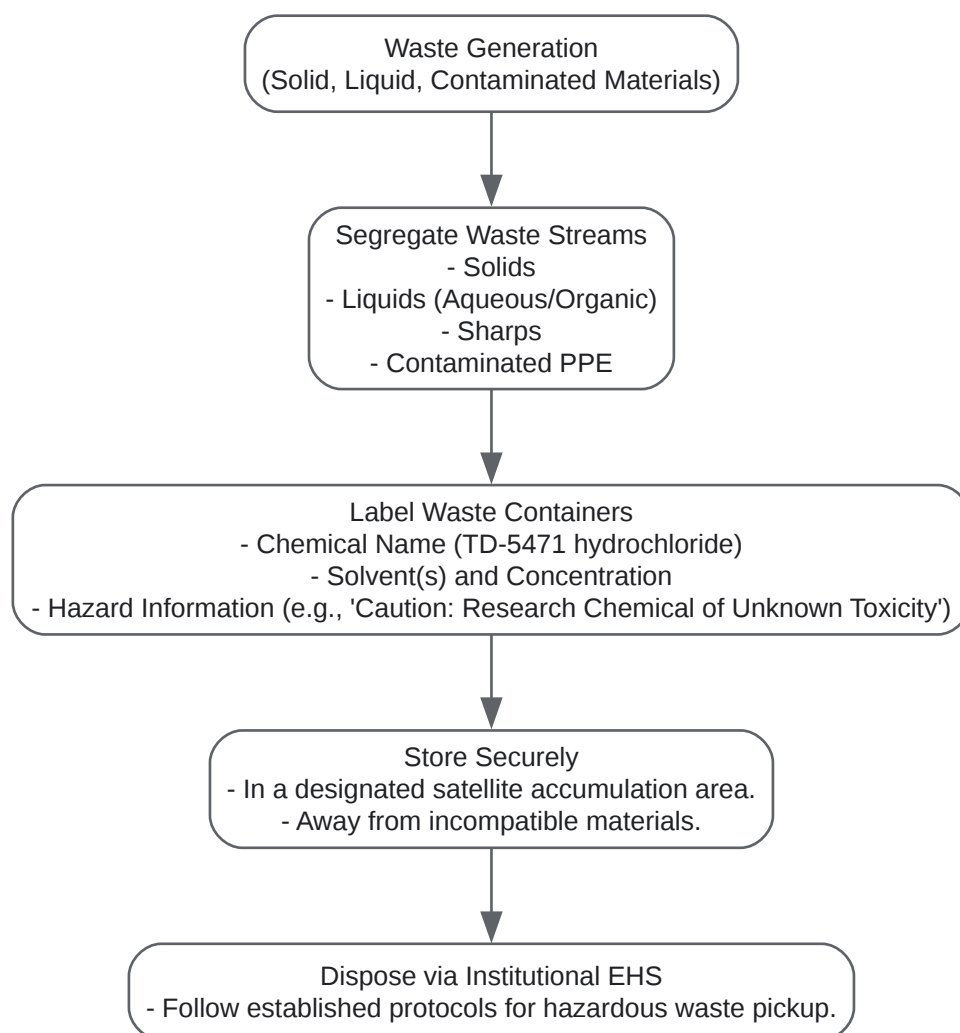 Waste Generation
(Solid, Liquid, Contaminated Materials)
Segregate Waste Streams
- Solids
- Liquids (Aqueous/Organic)
- Sharps
- Contaminated PPE
Label Waste Containers
- Chemical Name (TD-5471 hydrochloride)
- Solvent(s) and Concentration
- Hazard Information (e.g., 'Caution: Research Chemical of Unknown Toxicity')
Store Securely
- In a designated satellite accumulation area.
- Away from incompatible materials.
Dispose via Institutional EHS
- Follow established protocols for hazardous waste pickup.